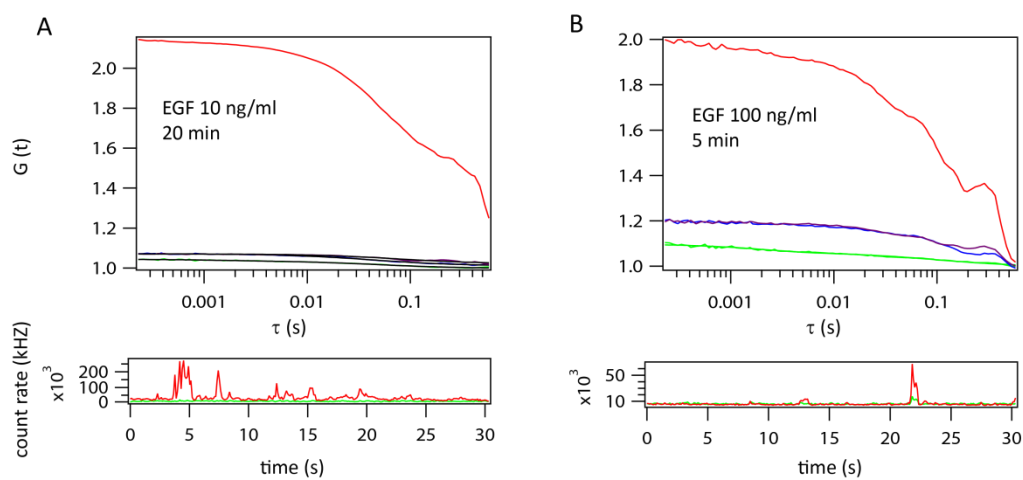 A
B
G (t)
2.0
1.8
1.6
1.4
1.2
1.0
EGF 10 ng/ml
20 min
0.001
0.01
0.1
τ (s)
2.0
1.8
1.6
1.4
1.2
1.0
EGF 100 ng/ml
5 min
0.001
0.01
0.1
τ (s)
count rate (kHZ)
x10³
200
100
0
0
5
10
15
20
25
30
time (s)
x10³
50
10
0
5
10
15
20
25
30
time (s)